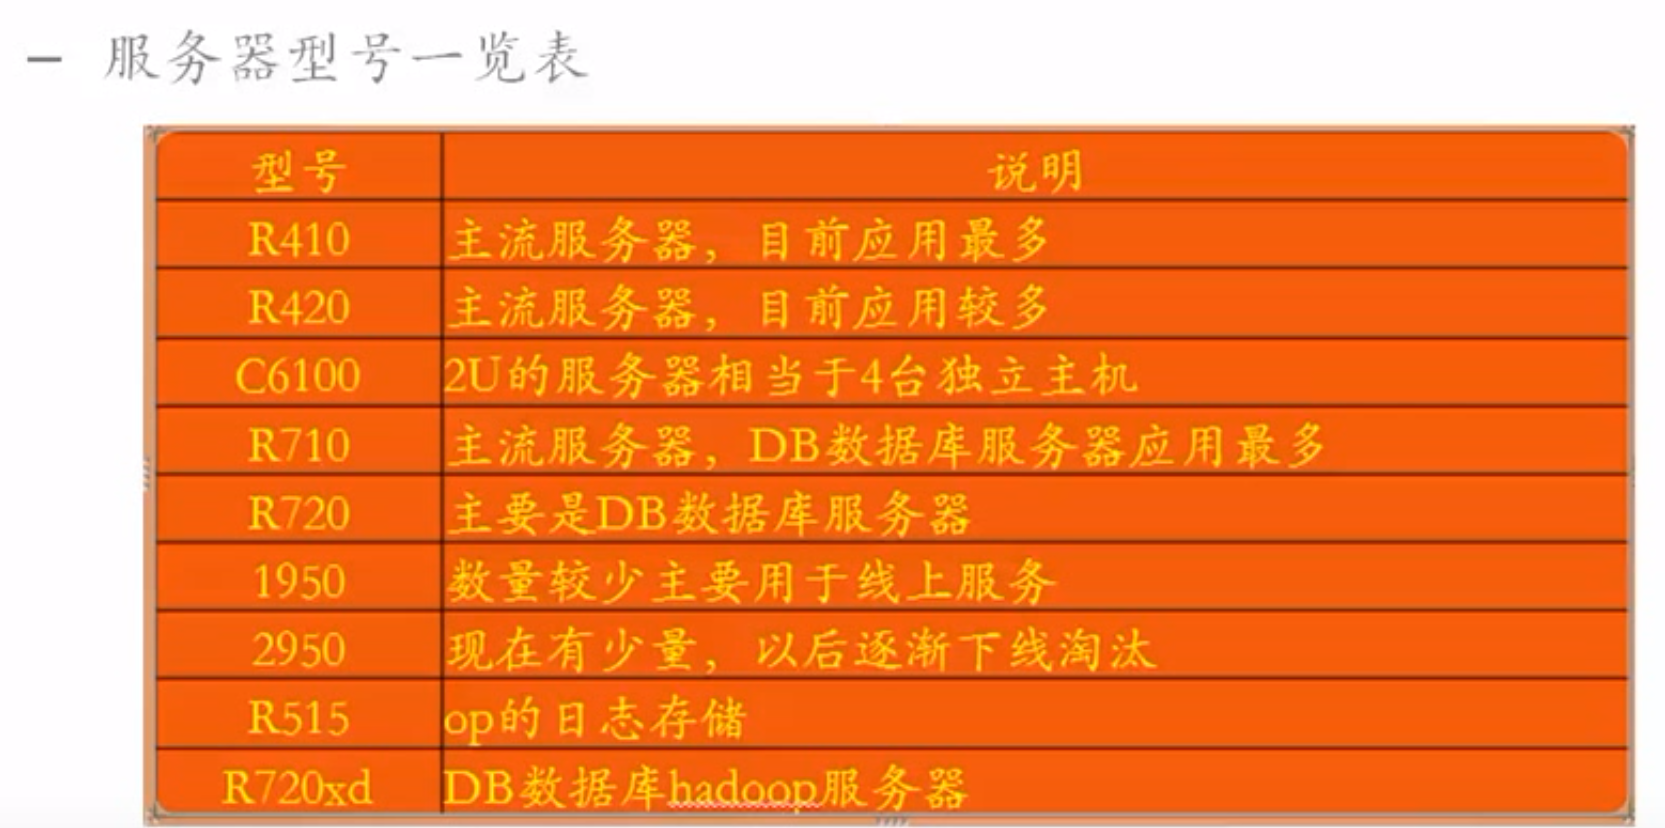 – 服务器型号一览表
型号 说明
R410 主流服务器，目前应用最多
R420 主流服务器，目前应用较多
C6100 2U的服务器相当于4台独立主机
R710 主流服务器，DB数据库服务器应用最多
R720 主要是DB数据库服务器
1950 数量较少主要用于线上服务
2950 现在有少量，以后逐渐下线淘汰
R515 op的日志存储
R720xd DB数据库hadoop服务器